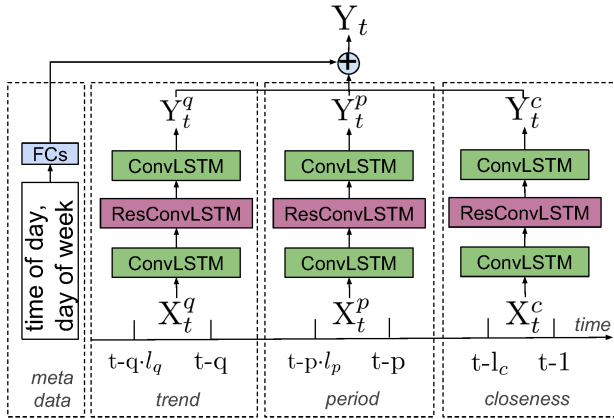 Y_t
+
Y_t^q Y_t^p Y_t^c
FCs
ConvLSTM ConvLSTM ConvLSTM
ResConvLSTM ResConvLSTM ResConvLSTM
ConvLSTM ConvLSTM ConvLSTM
time of day,
day of week
X_t^q X_t^p X_t^c
time
t-q·l_q t-q t-p·l_p t-p t-l_c t-1
meta
data
trend period closeness